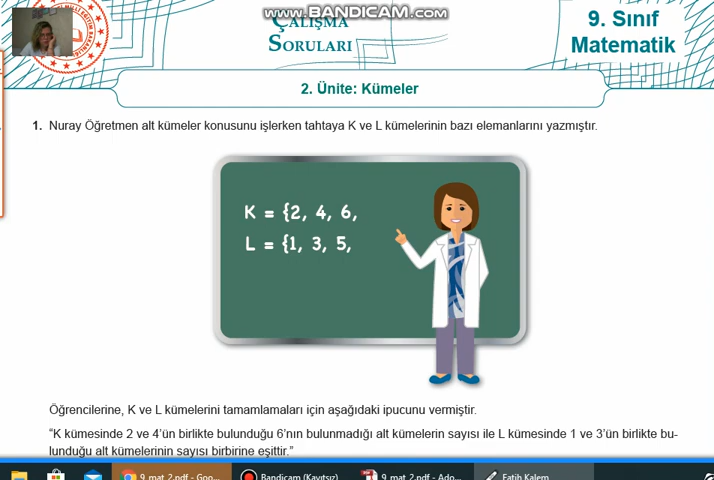 www.BANDICAM.com
ÇALIŞMA
SORULARI
9. Sınıf
Matematik
2. Ünite: Kümeler
1. Nuray Öğretmen alt kümeler konusunu işlerken tahtaya K ve L kümelerinin bazı elemanlarını yazmıştır.
K = {2, 4, 6,
L = {1, 3, 5,
Öğrencilerine, K ve L kümelerini tamamlamaları için aşağıdaki ipucunu vermiştir.
“K kümesinde 2 ve 4’ün birlikte bulunduğu 6’nın bulunmadığı alt kümelerin sayısı ile L kümesinde 1 ve 3’ün birlikte bu-
lunduğu alt kümelerinin sayısı birbirine eşittir.”
9_mat_2.pdf - Goo...
Bandicam (Kayıtsız)
9_mat_2.pdf - Ado...
Fatih Kalem